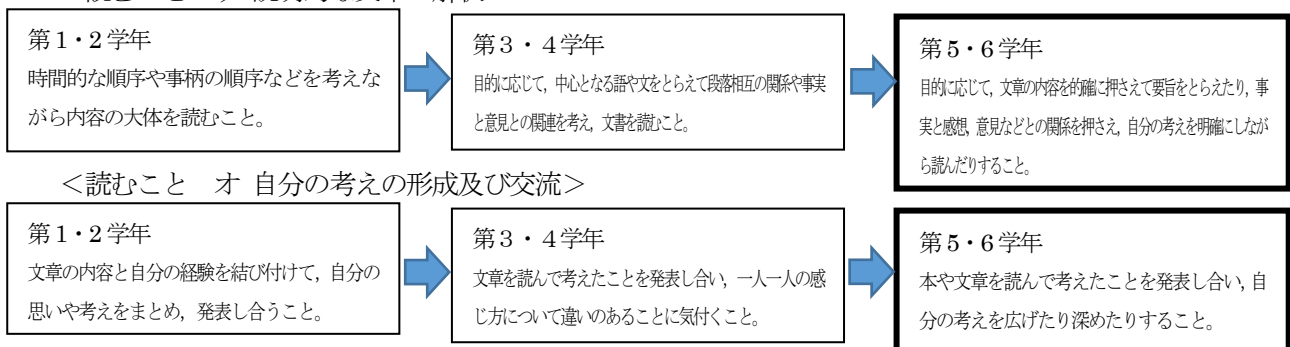 第1・2学年
時間的な順序や事柄の順序などを考えな
がら内容の大体を読むこと。
第3・4学年
目的に応じて，中心となる語や文をとらえて段落相互の関係や事実
と意見との関連を考え，文書を読むこと。
第5・6学年
目的に応じて，文章の内容を的確に押さえて要旨をとらえたり，事
実と感想，意見などとの関係を押さえ，自分の考えを明確にしなが
ら読んだりすること。
＜読むこと　オ 自分の考えの形成及び交流＞
第1・2学年
文章の内容と自分の経験を結び付けて，自分の
思いや考えをまとめ，発表し合うこと。
第3・4学年
文章を読んで考えたことを発表し合い，一人一人の感
じ方について違いのあることに気付くこと。
第5・6学年
本や文章を読んで考えたことを発表し合い，自
分の考えを広げたり深めたりすること。